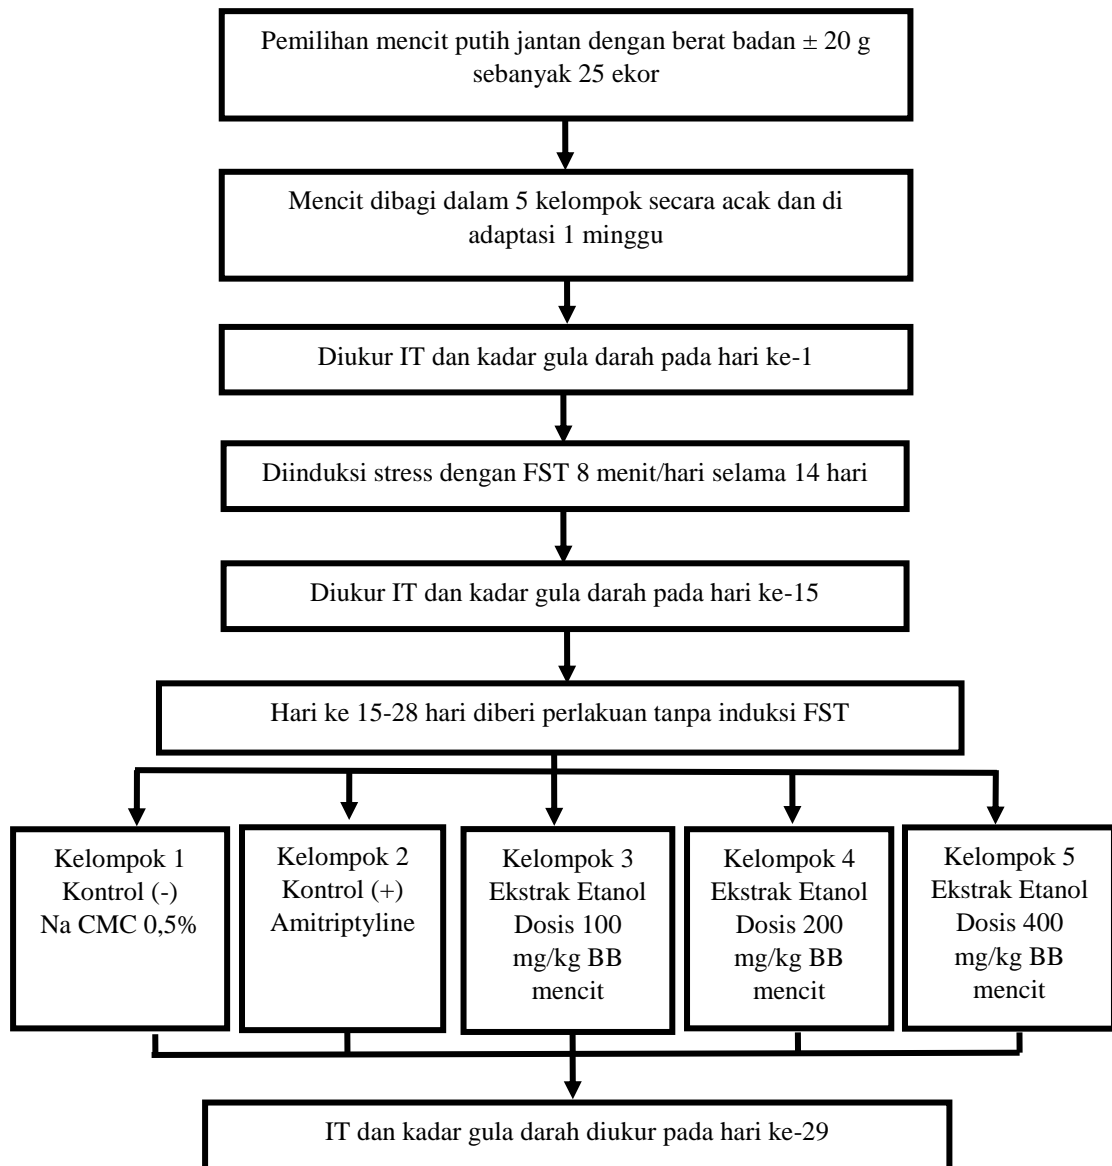 Pemilihan mencit putih jantan dengan berat badan ± 20 g
sebanyak 25 ekor
Mencit dibagi dalam 5 kelompok secara acak dan di
adaptasi 1 minggu
Diukur IT dan kadar gula darah pada hari ke-1
Diinduksi stress dengan FST 8 menit/hari selama 14 hari
Diukur IT dan kadar gula darah pada hari ke-15
Hari ke 15-28 hari diberi perlakuan tanpa induksi FST
Kelompok 1
Kontrol (-)
Na CMC 0,5%
Kelompok 2
Kontrol (+)
Amitriptyline
Kelompok 3
Ekstrak Etanol
Dosis 100
mg/kg BB
mencit
Kelompok 4
Ekstrak Etanol
Dosis 200
mg/kg BB
mencit
Kelompok 5
Ekstrak Etanol
Dosis 400
mg/kg BB
mencit
IT dan kadar gula darah diukur pada hari ke-29